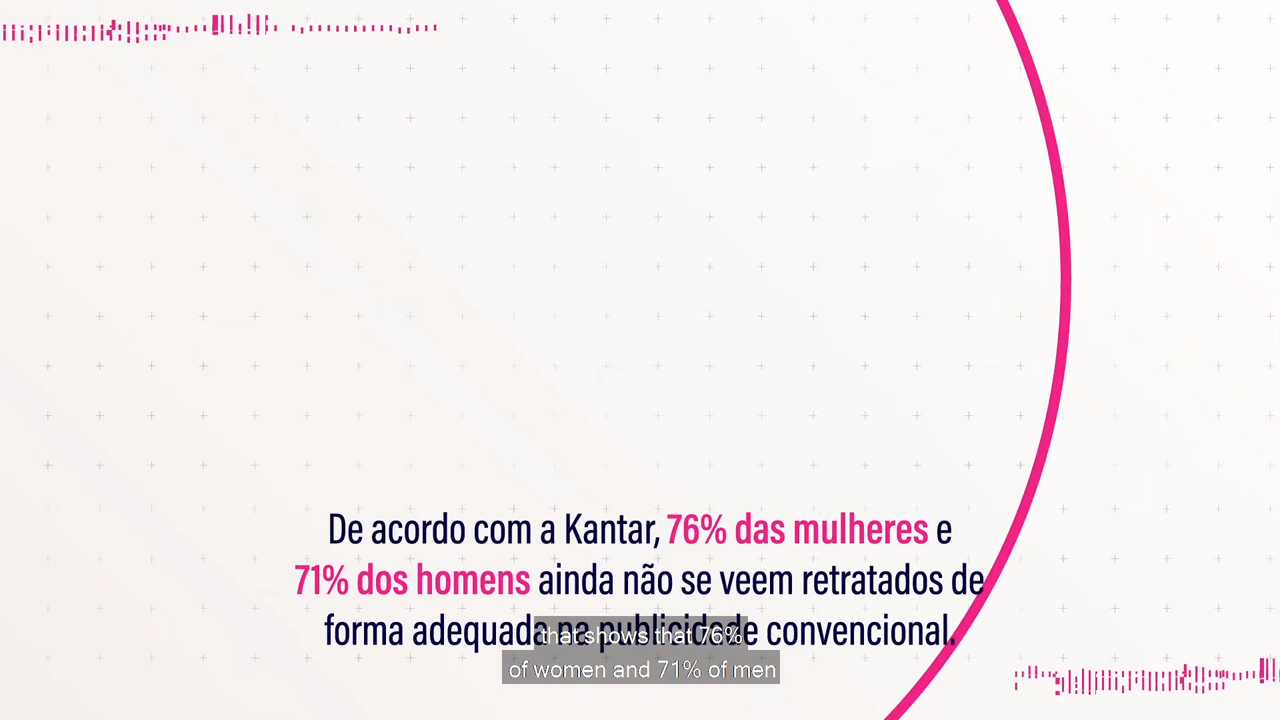 De acordo com a Kantar, 76% das mulheres e
71% dos homens ainda não se veem retratados de
forma adequada na publicidade convencional.
that shows that 76%
of women and 71% of men